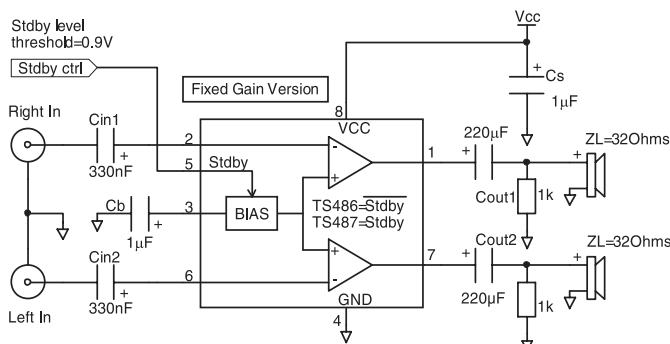 Stdby level
threshold=0.9V
Stdby ctrl
Vcc
+
Cs
1µF
Fixed Gain Version
8
VCC
Right In
Cin1
+
330nF
2
5
Stdby
-
+
1
220µF
+
Cout1
1k
ZL=32Ohms
+
Cb
+
1µF
3
BIAS
TS486=Stdby
TS487=Stdby
Cin2
+
330nF
6
+
-
7
Cout2
+
220µF
1k
ZL=32Ohms
+
Left In
GND
4